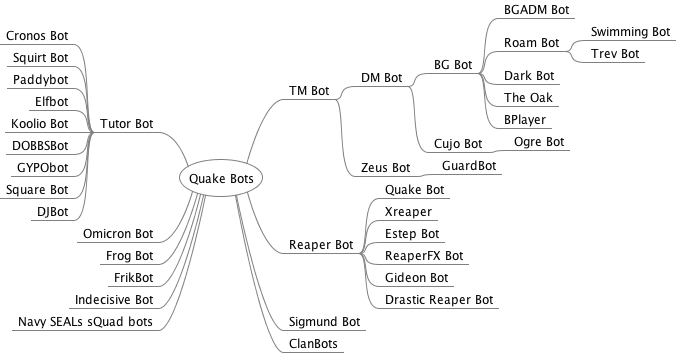 Quake Bots
Tutor Bot
Cronos Bot
Squirt Bot
Paddybot
Elfbot
Koolio Bot
DOBBSBot
GYPObot
Square Bot
DJBot
Omicron Bot
Frog Bot
FrikBot
Indecisive Bot
Navy SEALs sQuad bots
TM Bot
DM Bot
BG Bot
BGADM Bot
Roam Bot
Swimming Bot
Trev Bot
Dark Bot
The Oak
BPlayer
Cujo Bot
Ogre Bot
Zeus Bot
GuardBot
Reaper Bot
Quake Bot
Xreaper
Estep Bot
ReaperFX Bot
Gideon Bot
Drastic Reaper Bot
Sigmund Bot
ClanBots